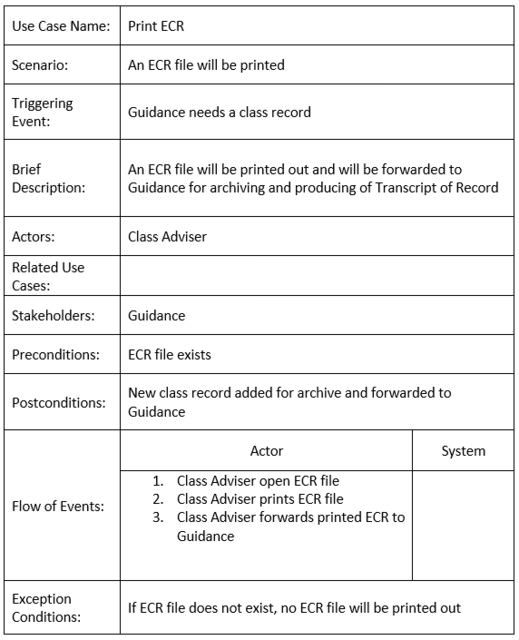 Use Case Name: Print ECR
Scenario: An ECR file will be printed
Triggering
Event:
Guidance needs a class record
Brief
Description:
An ECR file will be printed out and will be forwarded to
Guidance for archiving and producing of Transcript of Record
Actors: Class Adviser
Related Use
Cases:
Stakeholders: Guidance
Preconditions: ECR file exists
Postconditions:
New class record added for archive and forwarded to
Guidance
Flow of Events:
Actor System
1. Class Adviser open ECR file
2. Class Adviser prints ECR file
3. Class Adviser forwards printed ECR to
Guidance
Exception
Conditions:
If ECR file does not exist, no ECR file will be printed out